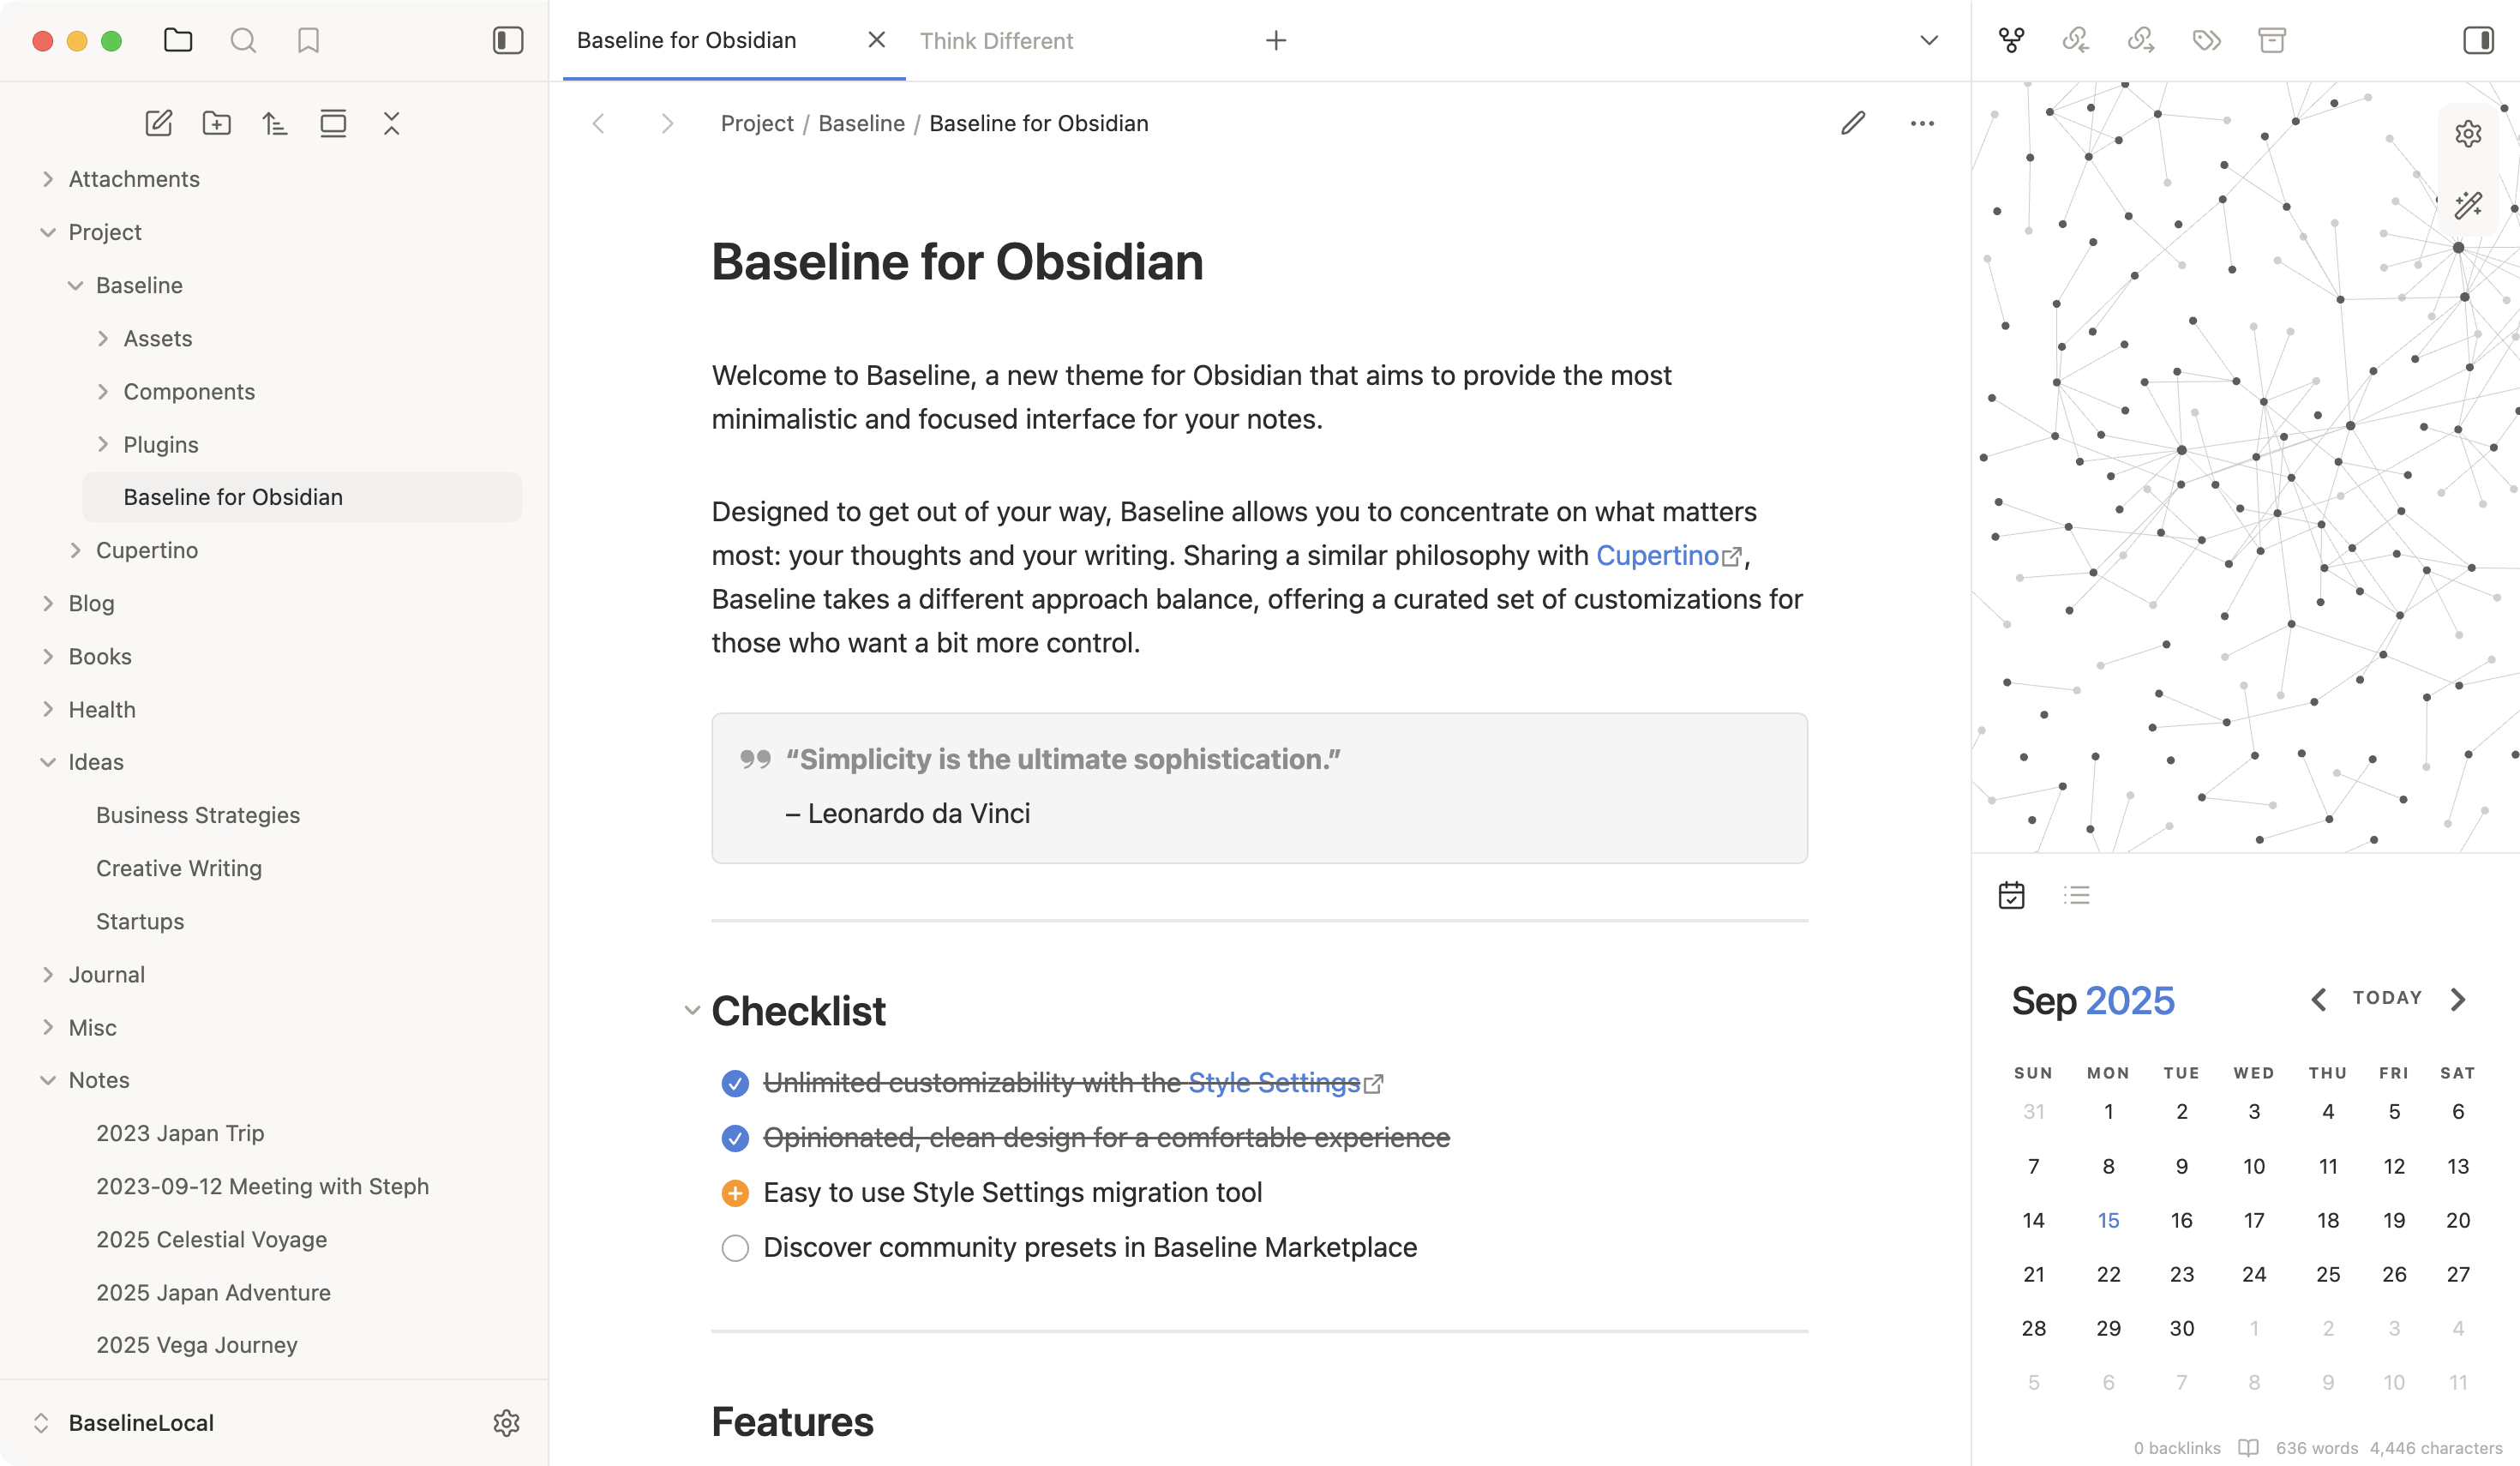 Baseline for Obsidian
Think Different
Attachments
Project
Baseline
Assets
Components
Plugins
Baseline for Obsidian
Cupertino
Blog
Books
Health
Ideas
Business Strategies
Creative Writing
Startups
Journal
Misc
Notes
2023 Japan Trip
2023-09-12 Meeting with Steph
2025 Celestial Voyage
2025 Japan Adventure
2025 Vega Journey
BaselineLocal
Project / Baseline / Baseline for Obsidian
Baseline for Obsidian
Welcome to Baseline, a new theme for Obsidian that aims to provide the most
minimalistic and focused interface for your notes.
Designed to get out of your way, Baseline allows you to concentrate on what matters
most: your thoughts and your writing. Sharing a similar philosophy with Cupertino,
Baseline takes a different approach balance, offering a curated set of customizations for
those who want a bit more control.
“Simplicity is the ultimate sophistication.”
– Leonardo da Vinci
Checklist
Unlimited customizability with the Style Settings
Opinionated, clean design for a comfortable experience
Easy to use Style Settings migration tool
Discover community presets in Baseline Marketplace
Features
Sep 2025
TODAY
SUN MON TUE WED THU FRI SAT
31 1 2 3 4 5 6
7 8 9 10 11 12 13
14 15 16 17 18 19 20
21 22 23 24 25 26 27
28 29 30 1 2 3 4
5 6 7 8 9 10 11
0 backlinks 636 words 4,446 characters